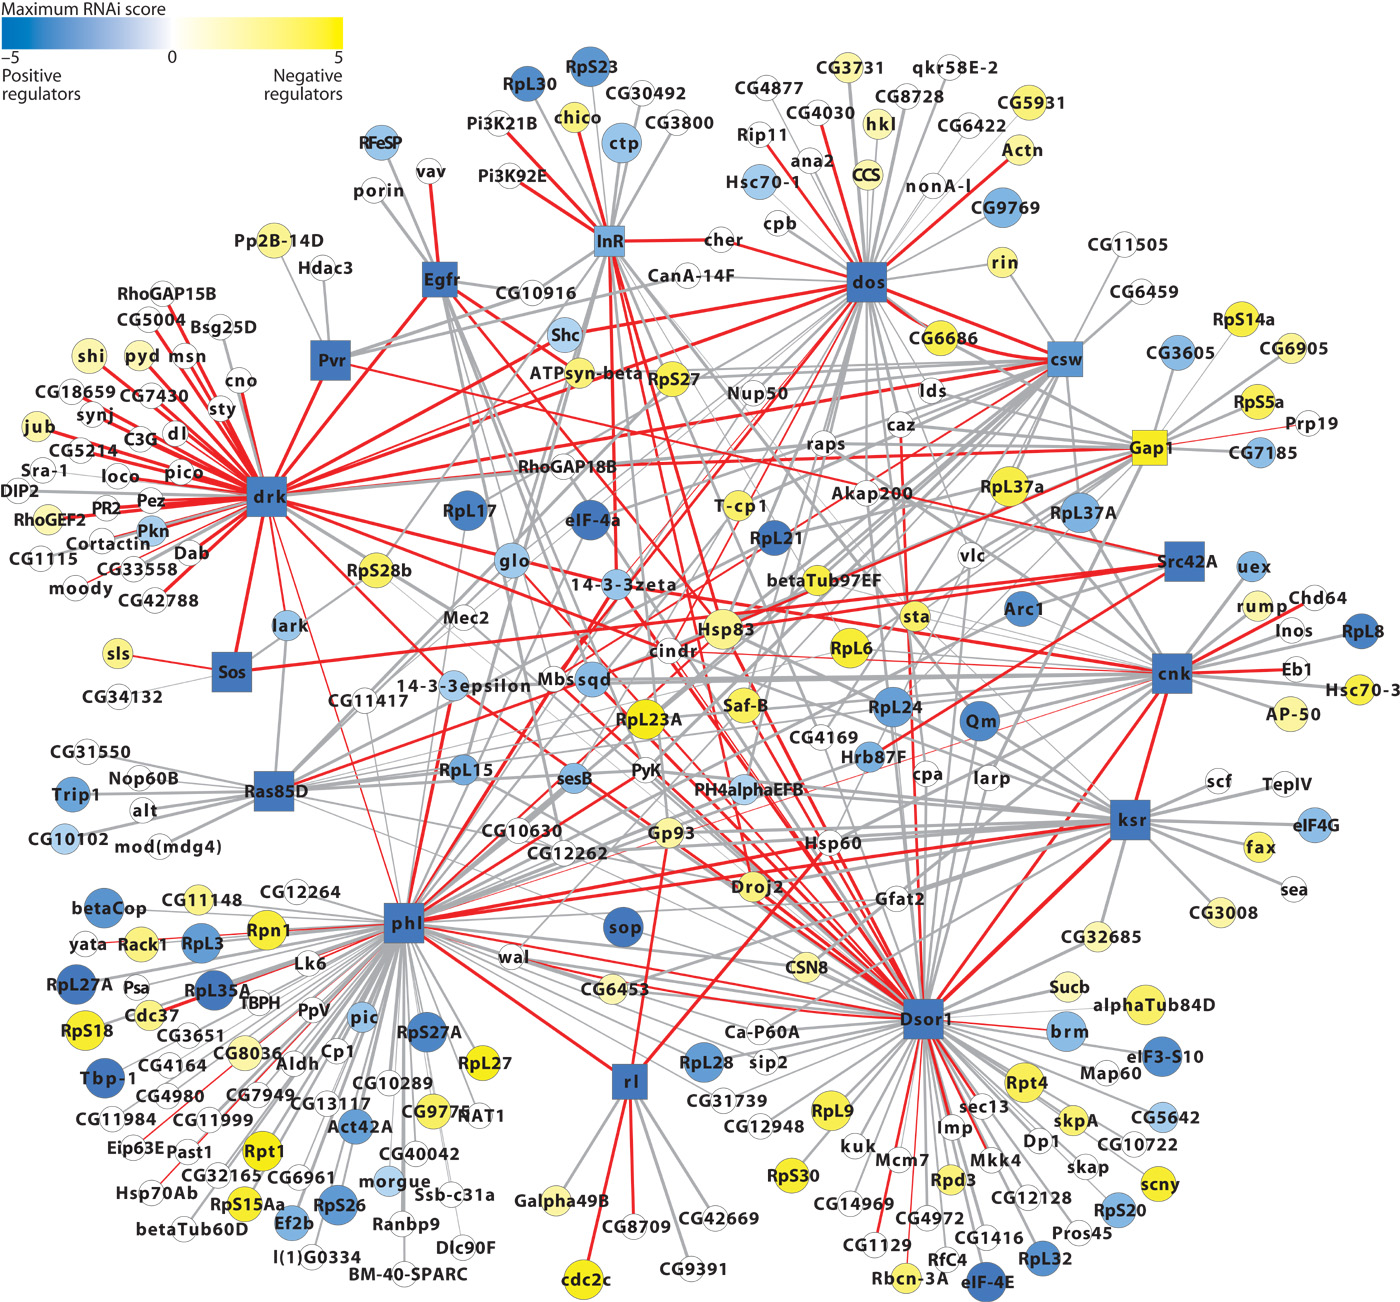 Maximum RNAi score
−5 0 5
Positive regulators
Negative regulators
RpL30
RpS23
CG30492
Pi3K21B
chico
CG3800
ctp
Pi3K92E
RFeSP
vav
porin
CG3731
qkr58E-2
CG4877
CG8728
CG5931
CG4030
hkl
CG6422
Rip11
Actn
ana2
CCS
nonA-l
Hsc70-1
CG9769
cpb
Pp2B-14D
Hdac3
InR
cher
Egfr
CG10916
CanA-14F
dos
rin
CG11505
CG6459
RhoGAP15B
CG5004
Bsg25D
shi
pyd
msn
cno
CG18659
CG7430
synj
sty
jub
C3G
dl
CG5214
Sra-1
loco
pico
DIP2
PR2
Pez
RhoGEF2
Pkn
Cortactin
Dab
CG1115
CG33558
moody
CG42788
drk
Pvr
Shc
ATPsyn-beta
RpS27
Nup50
CG6686
csw
lds
caz
raps
RhoGAP18B
Akap200
RpS14a
CG3605
CG6905
RpS5a
Prp19
Gap1
CG7185
RpL17
eIF-4a
T-cp1
RpL21
RpL37a
RpL37A
vlc
Src42A
RpS28b
glo
14-3-3zeta
betaTub97EF
Arc1
sta
uex
rump
Chd64
Inos
RpL8
Eb1
Hsc70-3
AP-50
cnk
lark
Mec2
Hsp83
cindr
RpL6
sls
Sos
CG34132
14-3-3epsilon
Mbs
sqd
CG11417
RpL23A
Saf-B
RpL24
Qm
CG4169
Hrb87F
cpa
larp
CG31550
Nop60B
Trip1
alt
CG10102
mod(mdg4)
Ras85D
RpL15
sesB
PyK
PH4alphaEFB
CG10630
CG12262
Gp93
Hsp60
Droj2
Gfat2
ksr
scf
TepIV
eIF4G
fax
sea
CG3008
CG32685
betaCop
CG11148
CG12264
yata
Rack1
RpL3
Rpn1
Lk6
RpL27A
Psa
RpL35A
TBPH
Cdc37
PpV
RpS18
CG3651
pic
RpS27A
CG8036
Aldh
Cp1
RpL27
Tbp-1
CG4164
CG10289
CG4980
CG7949
CG13117
CG9775
NAT1
CG11984
CG11999
Act42A
Eip63E
Past1
Rpt1
CG40042
CG32165
CG6961
morgue
Hsp70Ab
RpS15Aa
RpS26
Ssb-c31a
betaTub60D
Ef2b
Ranbp9
l(1)G0334
Dlc90F
BM-40-SPARC
phl
sop
wal
CG6453
CSN8
Dsor1
Ca-P60A
RpL28
sip2
CG31739
CG12948
rl
Galpha49B
CG8709
CG42669
cdc2c
CG9391
Sucb
alphaTub84D
brm
eIF3-S10
Map60
Rpt4
sec13
skpA
CG5642
RpL9
Imp
Dp1
CG10722
kuk
Mcm7
Mkk4
skap
scny
RpS30
Rpd3
CG12128
RpS20
CG14969
CG4972
Pros45
CG1129
CG1416
RfC4
RpL32
Rbcn-3A
eIF-4E